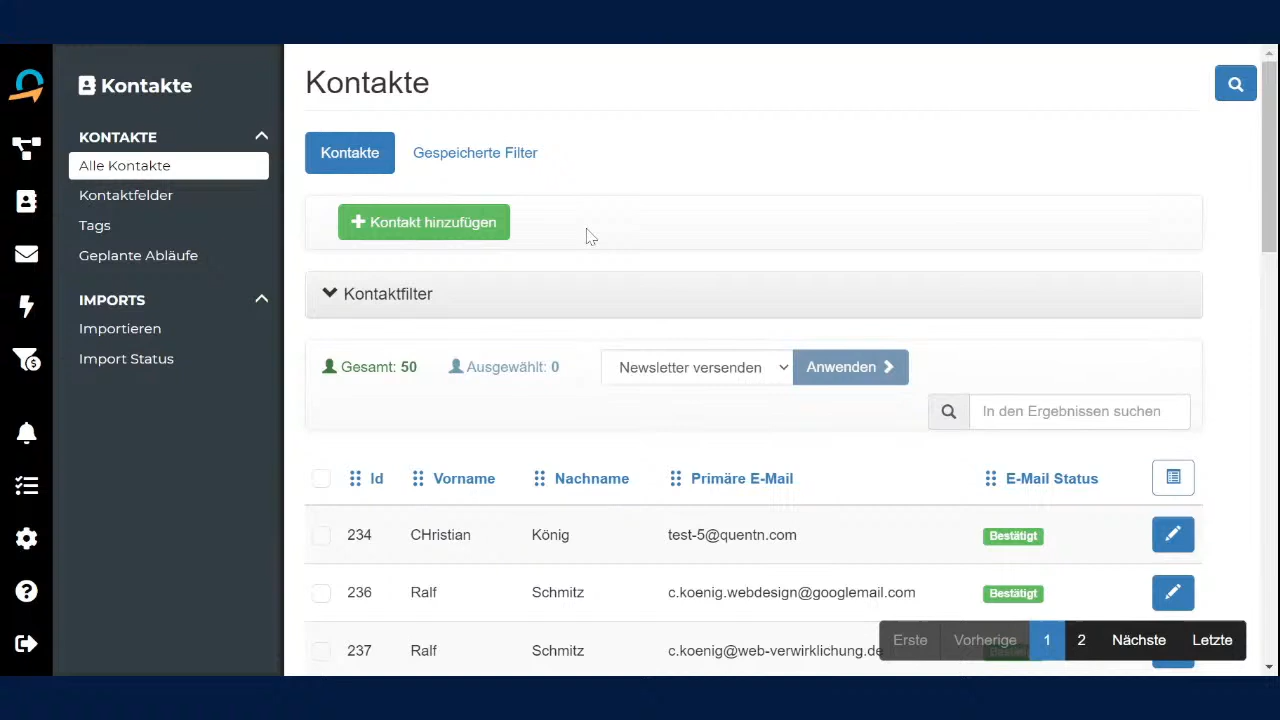 Kontakte
KONTAKTE
Alle Kontakte
Kontaktfelder
Tags
Geplante Abläufe
IMPORTS
Importieren
Import Status
Kontakte
Kontakte Gespeicherte Filter
Kontakt hinzufügen
Kontaktfilter
Gesamt: 50 Ausgewählt: 0 Newsletter versenden Anwenden
In den Ergebnissen suchen
Id Vorname Nachname Primäre E-Mail E-Mail Status
234 CHristian König test-5@quentn.com Bestätigt
236 Ralf Schmitz c.koenig.webdesign@googlemail.com Bestätigt
237 Ralf Schmitz c.koenig@web-verwirklichung.de
Erste Vorherige 1 2 Nächste Letzte